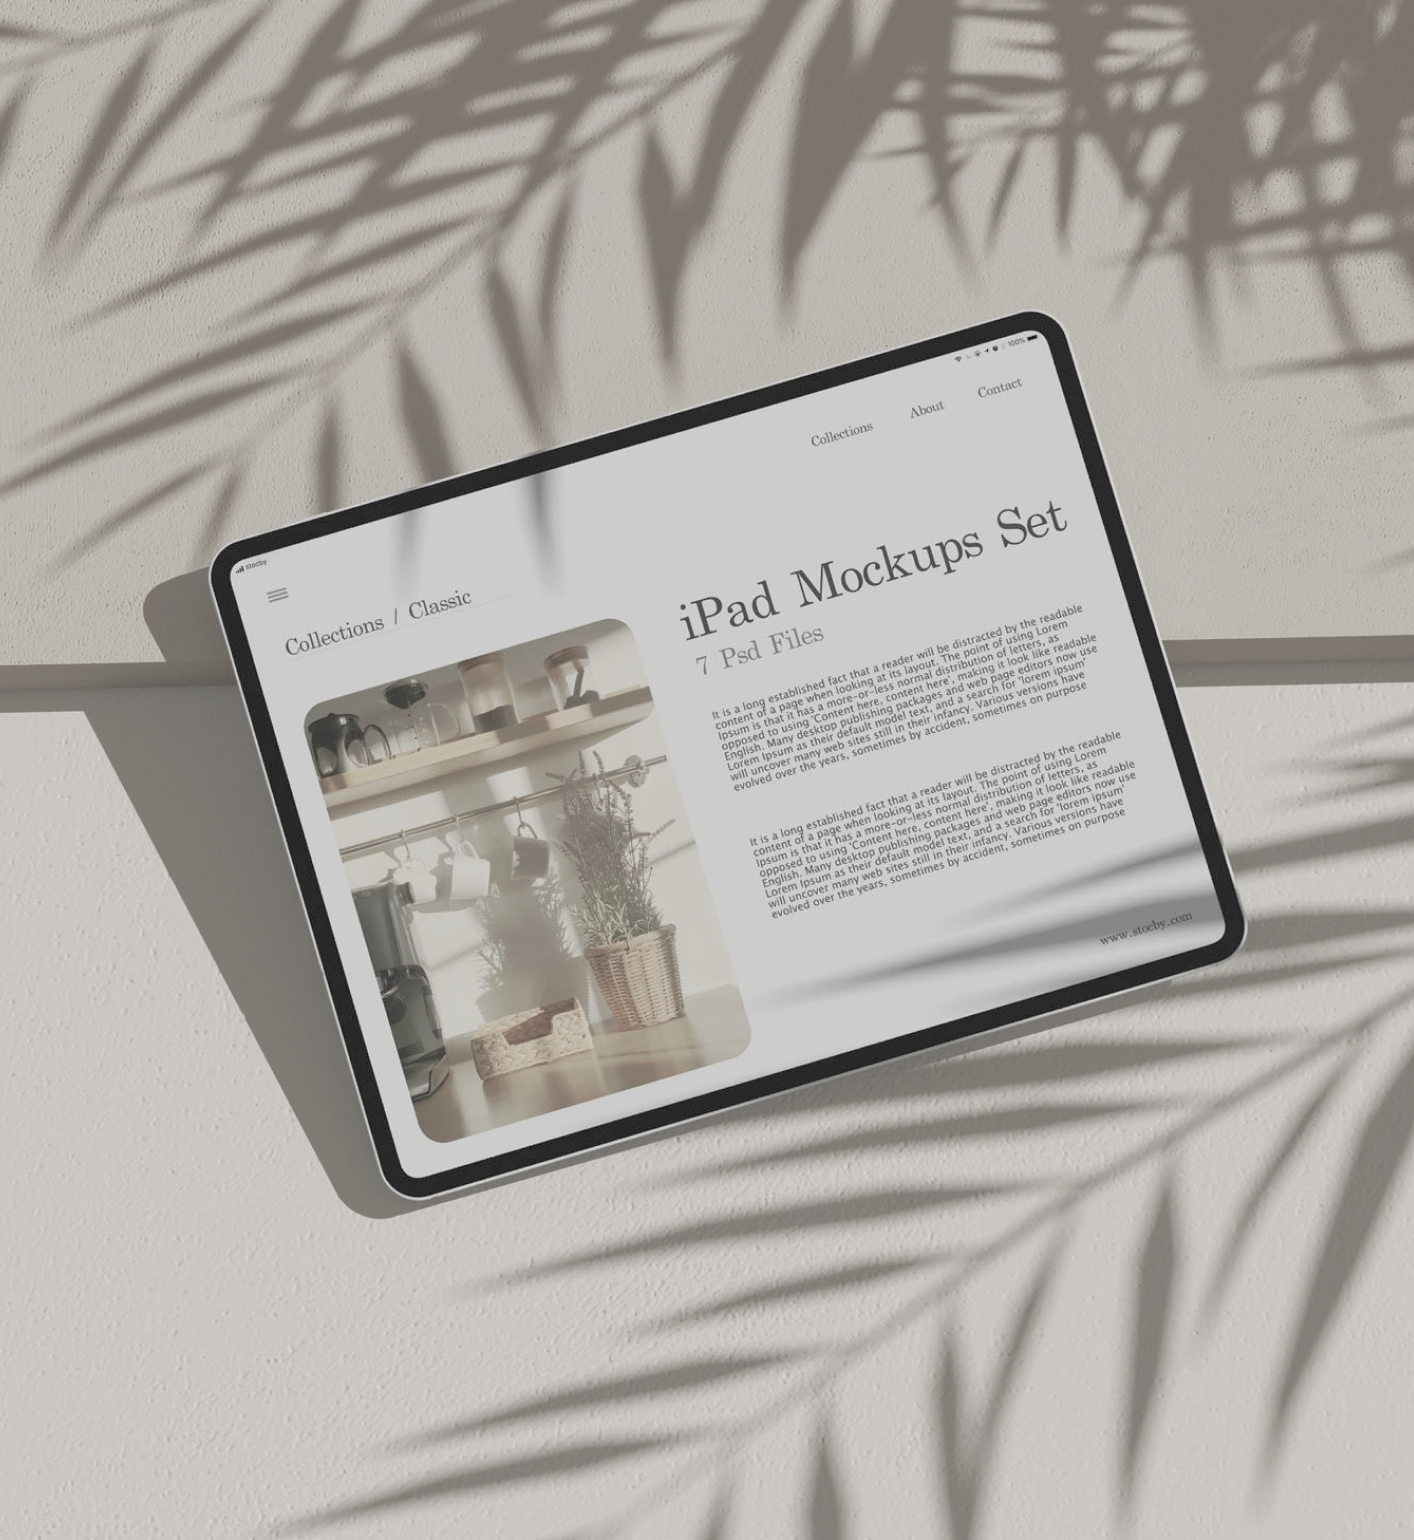 stocby
100%
Collections
About
Contact
Collections / Classic
iPad Mockups Set
7 Psd Files
It is a long established fact that a reader will be distracted by the readable
content of a page when looking at its layout. The point of using Lorem
Ipsum is that it has a more-or-less normal distribution of letters, as
opposed to using 'Content here, content here', making it look like readable
English. Many desktop publishing packages and web page editors now use
Lorem Ipsum as their default model text, and a search for 'lorem ipsum'
will uncover many web sites still in their infancy. Various versions have
evolved over the years, sometimes by accident, sometimes on purpose
It is a long established fact that a reader will be distracted by the readable
content of a page when looking at its layout. The point of using Lorem
Ipsum is that it has a more-or-less normal distribution of letters, as
opposed to using 'Content here, content here', making it look like readable
English. Many desktop publishing packages and web page editors now use
Lorem Ipsum as their default model text, and a search for 'lorem ipsum'
will uncover many web sites still in their infancy. Various versions have
evolved over the years, sometimes by accident, sometimes on purpose
www.stocby.com